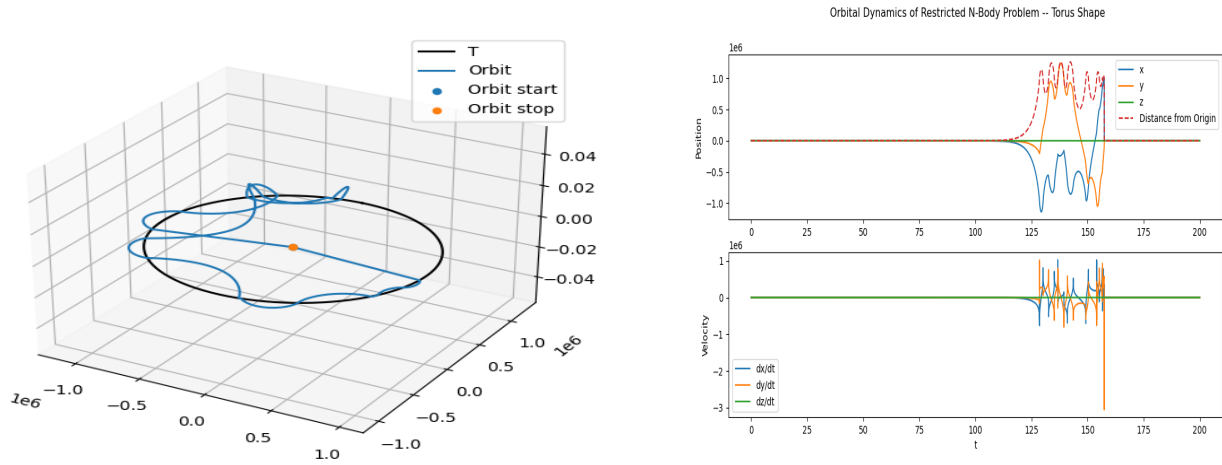 T
Orbit
Orbit start
Orbit stop
0.04
0.02
0.00
−0.02
−0.04
1e6
−1.0
−0.5
0.0
0.5
1.0
−1.0
−0.5
0.0
0.5
1.0
1e6
Orbital Dynamics of Restricted N-Body Problem -- Torus Shape
1e6
Position
1.0
0.5
0.0
−0.5
−1.0
x
y
z
Distance from Origin
0 25 50 75 100 125 150 175 200
1e6
Velocity
1
0
−1
−2
−3
dx/dt
dy/dt
dz/dt
0 25 50 75 100 125 150 175 200
t